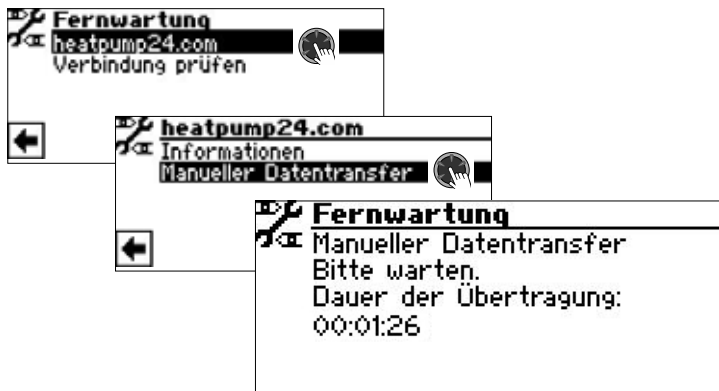 Fernwartung
heatpump24.com
Verbindung prüfen
heatpump24.com
Informationen
Manueller Datentransfer
Fernwartung
Manueller Datentransfer
Bitte warten.
Dauer der Übertragung:
00:01:26